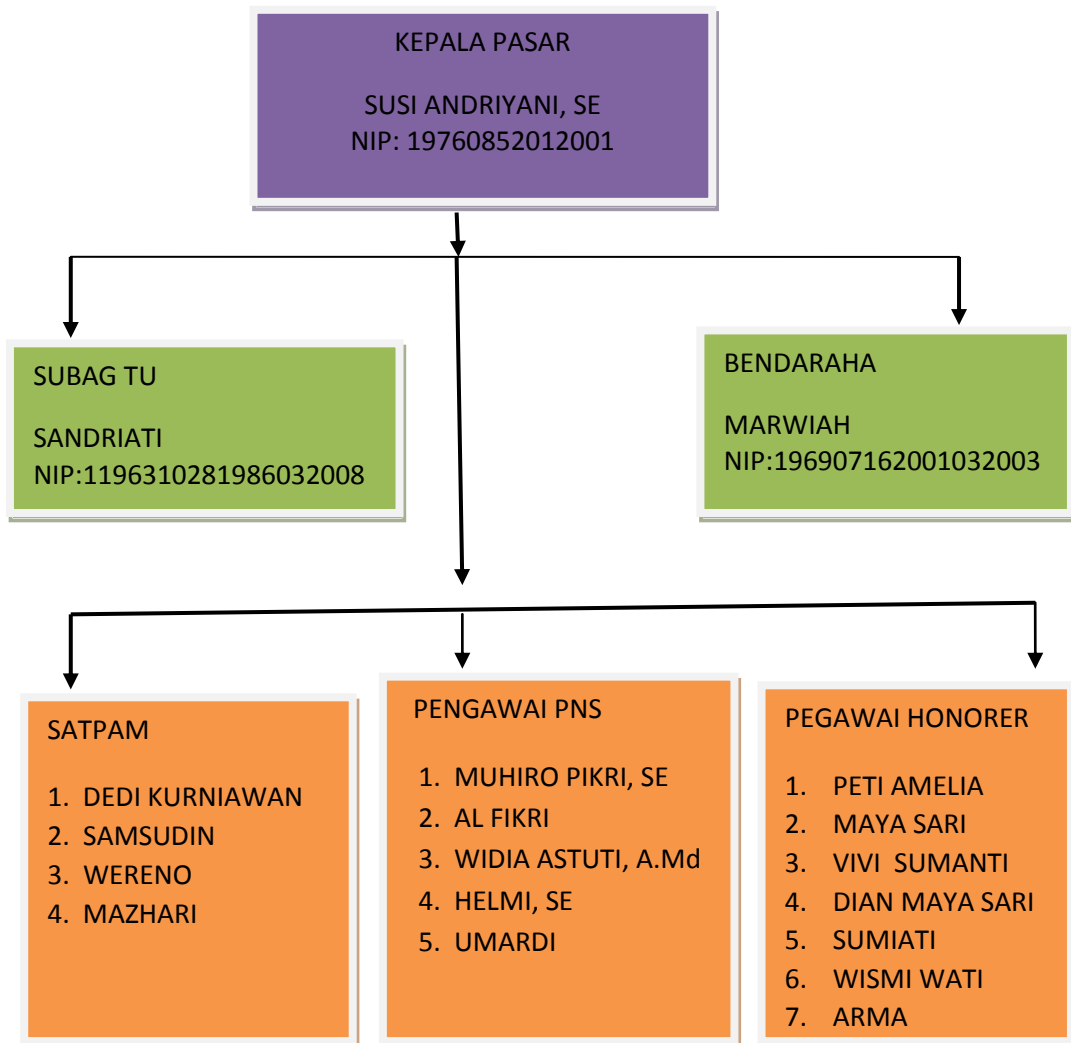 KEPALA PASAR
SUSI ANDRIYANI, SE
NIP: 19760852012001
SUBAG TU
SANDRIATI
NIP:1196310281986032008
BENDARAHA
MARWIAH
NIP:196907162001032003
SATPAM
1. DEDI KURNIAWAN
2. SAMSUDIN
3. WERENO
4. MAZHARI
PENGAWAI PNS
1. MUHIRO PIKRI, SE
2. AL FIKRI
3. WIDIA ASTUTI, A.Md
4. HELMI, SE
5. UMARDI
PEGAWAI HONORER
1. PETI AMELIA
2. MAYA SARI
3. VIVI SUMANTI
4. DIAN MAYA SARI
5. SUMIATI
6. WISMI WATI
7. ARMA